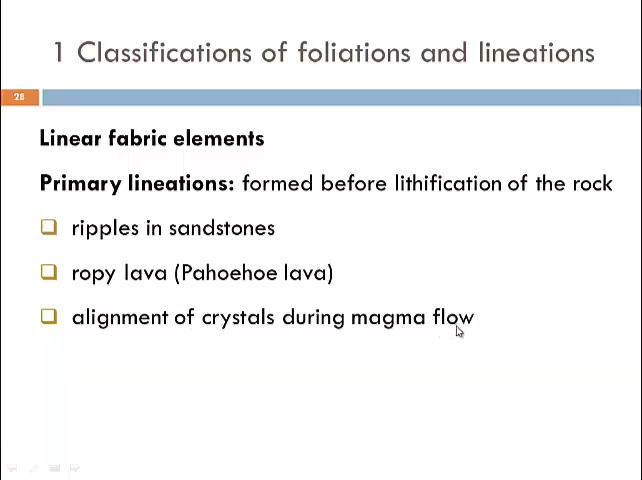 1 Classifications of foliations and lineations
28
Linear fabric elements
Primary lineations: formed before lithification of the rock
ripples in sandstones
ropy lava (Pahoehoe lava)
alignment of crystals during magma flow